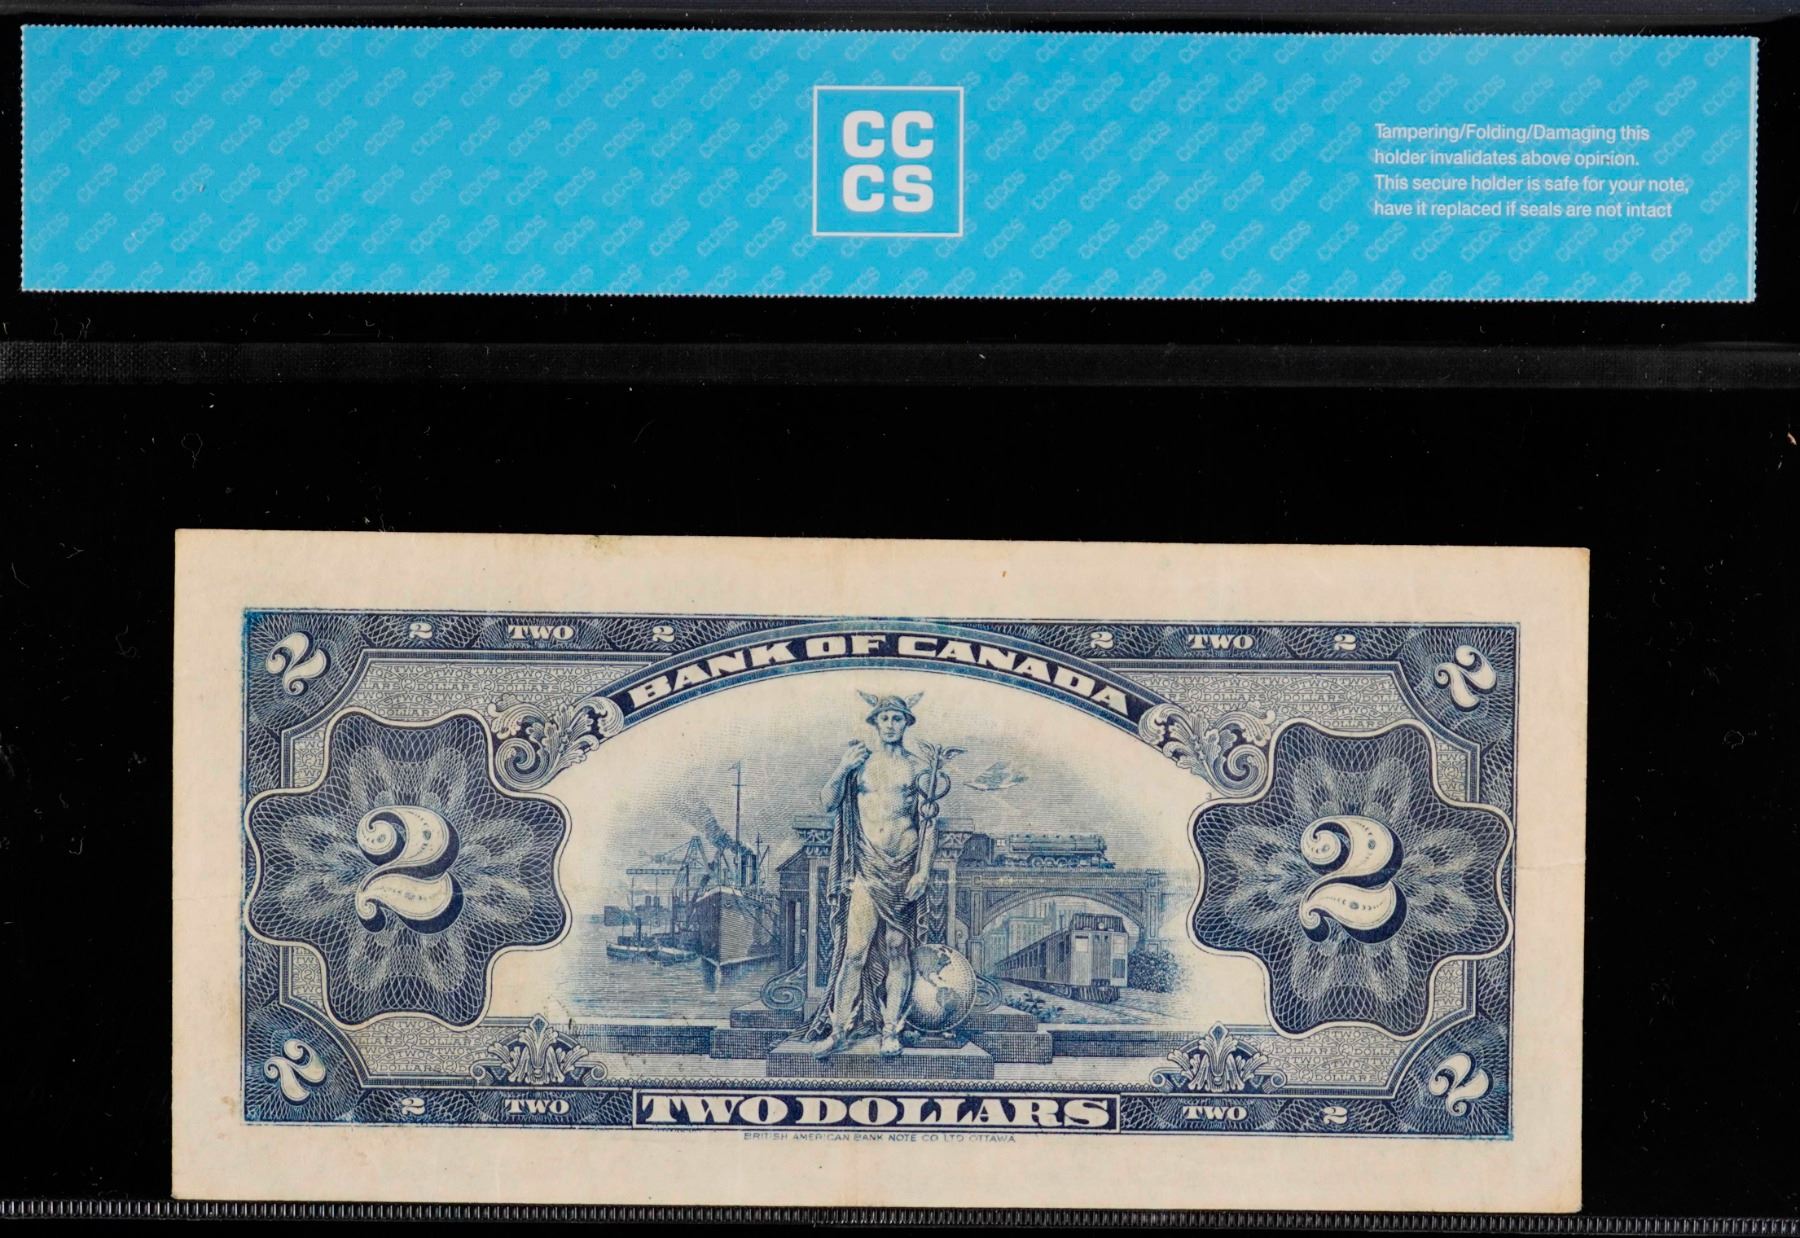 CC
CS
Tampering/Folding/Damaging this
holder invalidates above opinion.
This secure holder is safe for your note,
have it replaced if seals are not intact
2 2 TWO 2 2 TWO 2 2
BANK OF CANADA
2 2
2 2 TWO TWO DOLLARS TWO 2 2
BRITISH AMERICAN BANK NOTE CO LTD OTTAWA